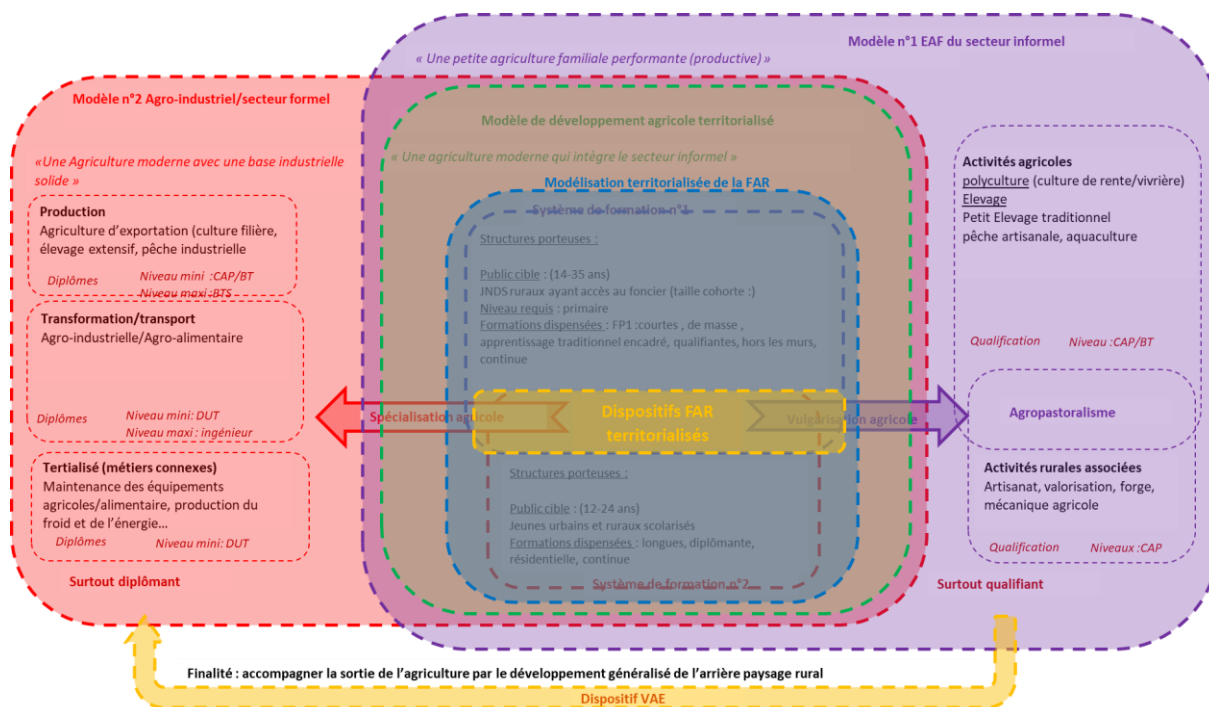 Modèle n°1 EAF du secteur informel
« Une petite agriculture familiale performante (productive) »
Modèle n°2 Agro-industriel/secteur formel
«Une Agriculture moderne avec une base industrielle
solide »
Production
Agriculture d’exportation (culture filière,
élevage extensif, pêche industrielle
Diplômes
Niveau mini :CAP/BT
Niveau maxi :BTS
Transformation/transport
Agro-industrielle/Agro-alimentaire
Diplômes
Niveau mini: DUT
Niveau maxi : ingénieur
Tertialisé (métiers connexes)
Maintenance des équipements
agricoles/alimentaire, production du
froid et de l’énergie…
Diplômes
Niveau mini: DUT
Surtout diplômant
Modèle de développement agricole territorialisé
« Une agriculture moderne qui intègre le secteur informel »
Modélisation territorialisée de la FAR
Système de formation n°1
Structures porteuses :
Public cible : (14-35 ans)
JNDS ruraux ayant accès au foncier (taille cohorte :)
Niveau requis : primaire
Formations dispensées : FP1 :courtes , de masse ,
apprentissage traditionnel encadré, qualifiantes, hors les murs,
continue
Spécialisation agricole
Dispositifs FAR
territorialisés
Vulgarisation agricole
Structures porteuses :
Public cible : (12-24 ans)
Jeunes urbains et ruraux scolarisés
Formations dispensées : longues, diplômante,
résidentielle, continue
Système de formation n°2
Activités agricoles
polyculture (culture de rente/vivrière)
Elevage
Petit Elevage traditionnel
pêche artisanale, aquaculture
Qualification
Niveau :CAP/BT
Agropastoralisme
Activités rurales associées
Artisanat, valorisation, forge,
mécanique agricole
Qualification
Niveaux :CAP
Surtout qualifiant
Finalité : accompagner la sortie de l’agriculture par le développement généralisé de l’arrière paysage rural
Dispositif VAE